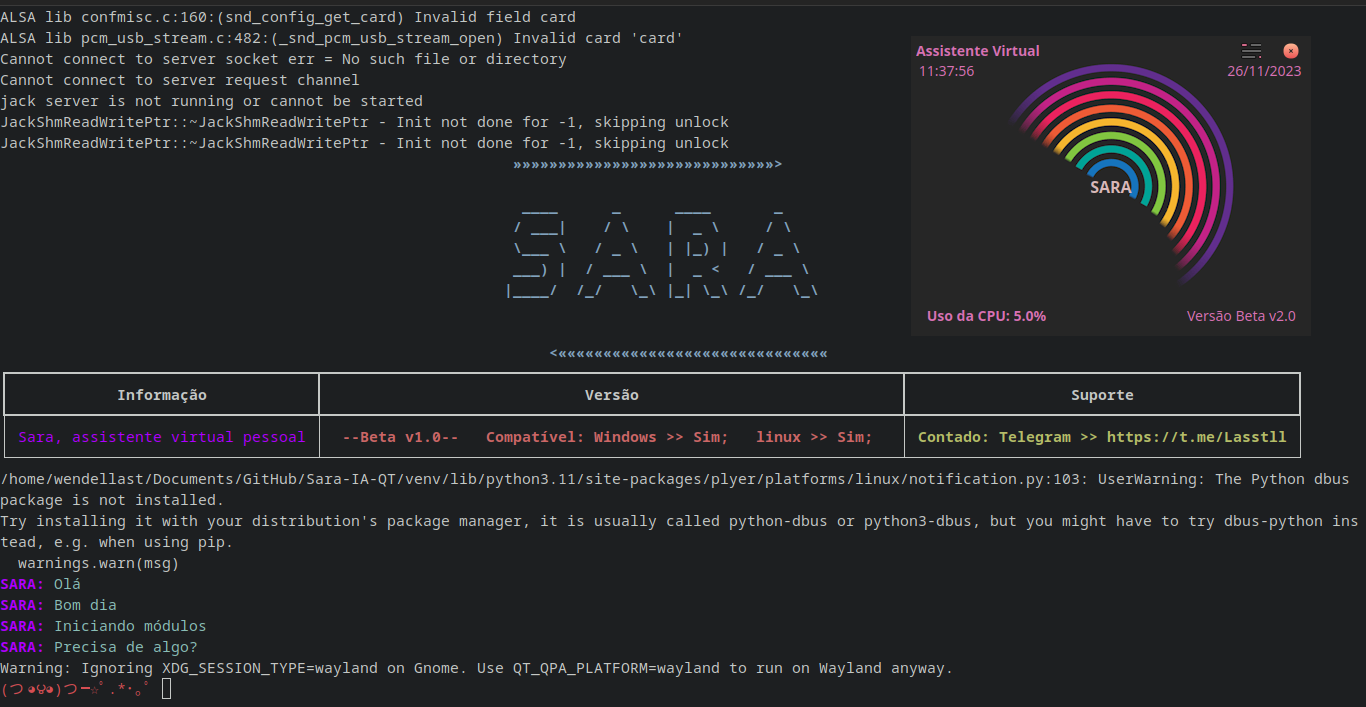 ALSA lib confmisc.c:160:(snd_config_get_card) Invalid field card
ALSA lib pcm_usb_stream.c:482:(_snd_pcm_usb_stream_open) Invalid card 'card'
Cannot connect to server socket err = No such file or directory
Cannot connect to server request channel
jack server is not running or cannot be started
JackShmReadWritePtr::~JackShmReadWritePtr - Init not done for -1, skipping unlock
JackShmReadWritePtr::~JackShmReadWritePtr - Init not done for -1, skipping unlock
»»»»»»»»»»»»»»»»»»»»»»»»»»»»»>
SARA
<««««««««««««««««««««««««««««««
Assistente Virtual
11:37:56 26/11/2023
SARA
Uso da CPU: 5.0% Versão Beta v2.0
Informação Versão Suporte
Sara, assistente virtual pessoal --Beta v1.0-- Compatível: Windows >> Sim; linux >> Sim; Contado: Telegram >> https://t.me/Lasstll
/home/wendellast/Documents/GitHub/Sara-IA-QT/venv/lib/python3.11/site-packages/plyer/platforms/linux/notification.py:103: UserWarning: The Python dbus
package is not installed.
Try installing it with your distribution's package manager, it is usually called python-dbus or python3-dbus, but you might have to try dbus-python ins
tead, e.g. when using pip.
warnings.warn(msg)
SARA: Olá
SARA: Bom dia
SARA: Iniciando módulos
SARA: Precisa de algo?
Warning: Ignoring XDG_SESSION_TYPE=wayland on Gnome. Use QT_QPA_PLATFORM=wayland to run on Wayland anyway.
(つ◕౪◕)つ━☆ﾟ.*･｡ﾟ